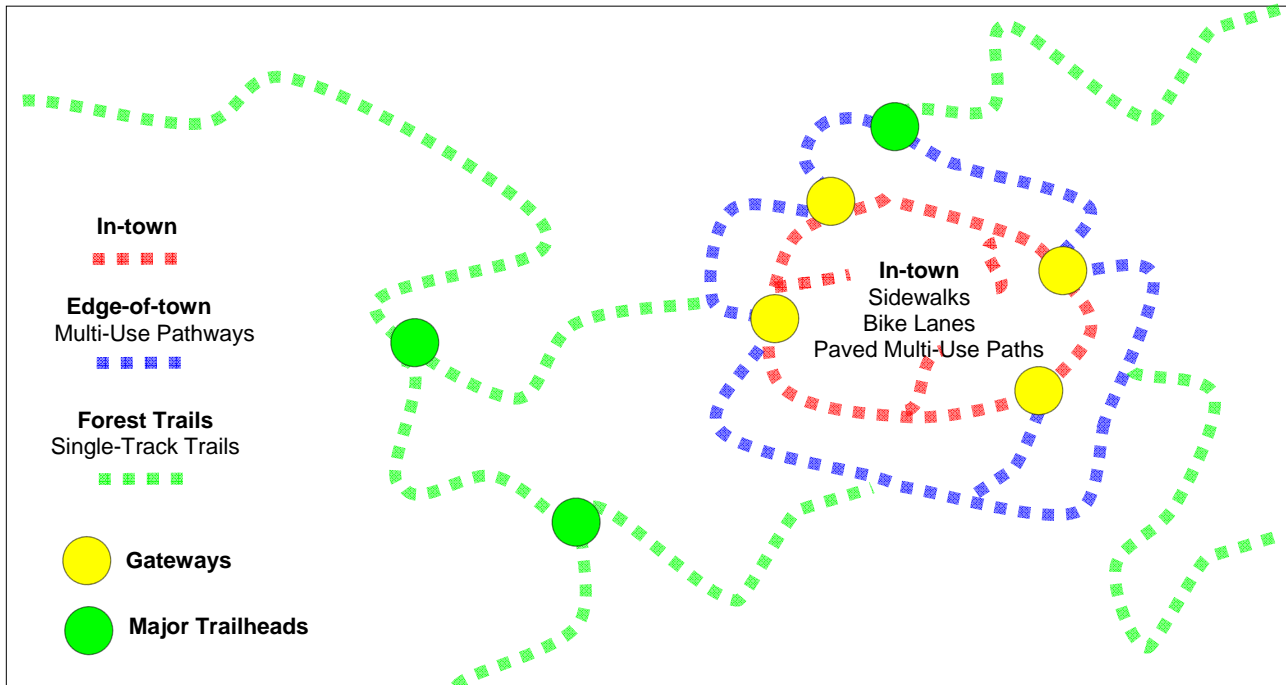 In-town
Edge-of-town
Multi-Use Pathways
Forest Trails
Single-Track Trails
Gateways
Major Trailheads
In-town
Sidewalks
Bike Lanes
Paved Multi-Use Paths